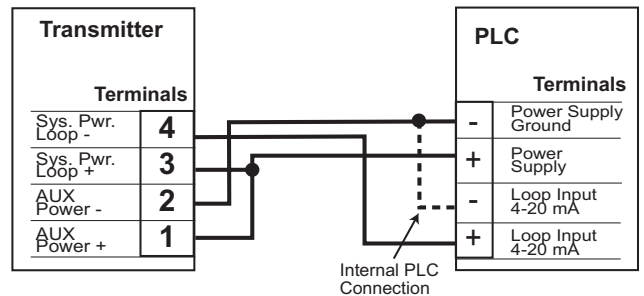 Transmitter
Terminals
Sys. Pwr.
Loop -
4
Sys. Pwr.
Loop +
3
AUX
Power -
2
AUX
Power +
1
PLC
Terminals
-
Power Supply
Ground
+
Power
Supply
-
Loop Input
4-20 mA
+
Loop Input
4-20 mA
Internal PLC
Connection